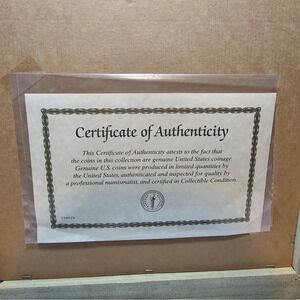 Certificate of Authenticity
This Certificate of Authenticity attests to the fact that
the coins in this collection are genuine United States coinage.
Genuine U.S. coins were produced in limited quantities by
the United States, authenticated and inspected for quality by
a professional numismatist, and certified in Collectible Condition.